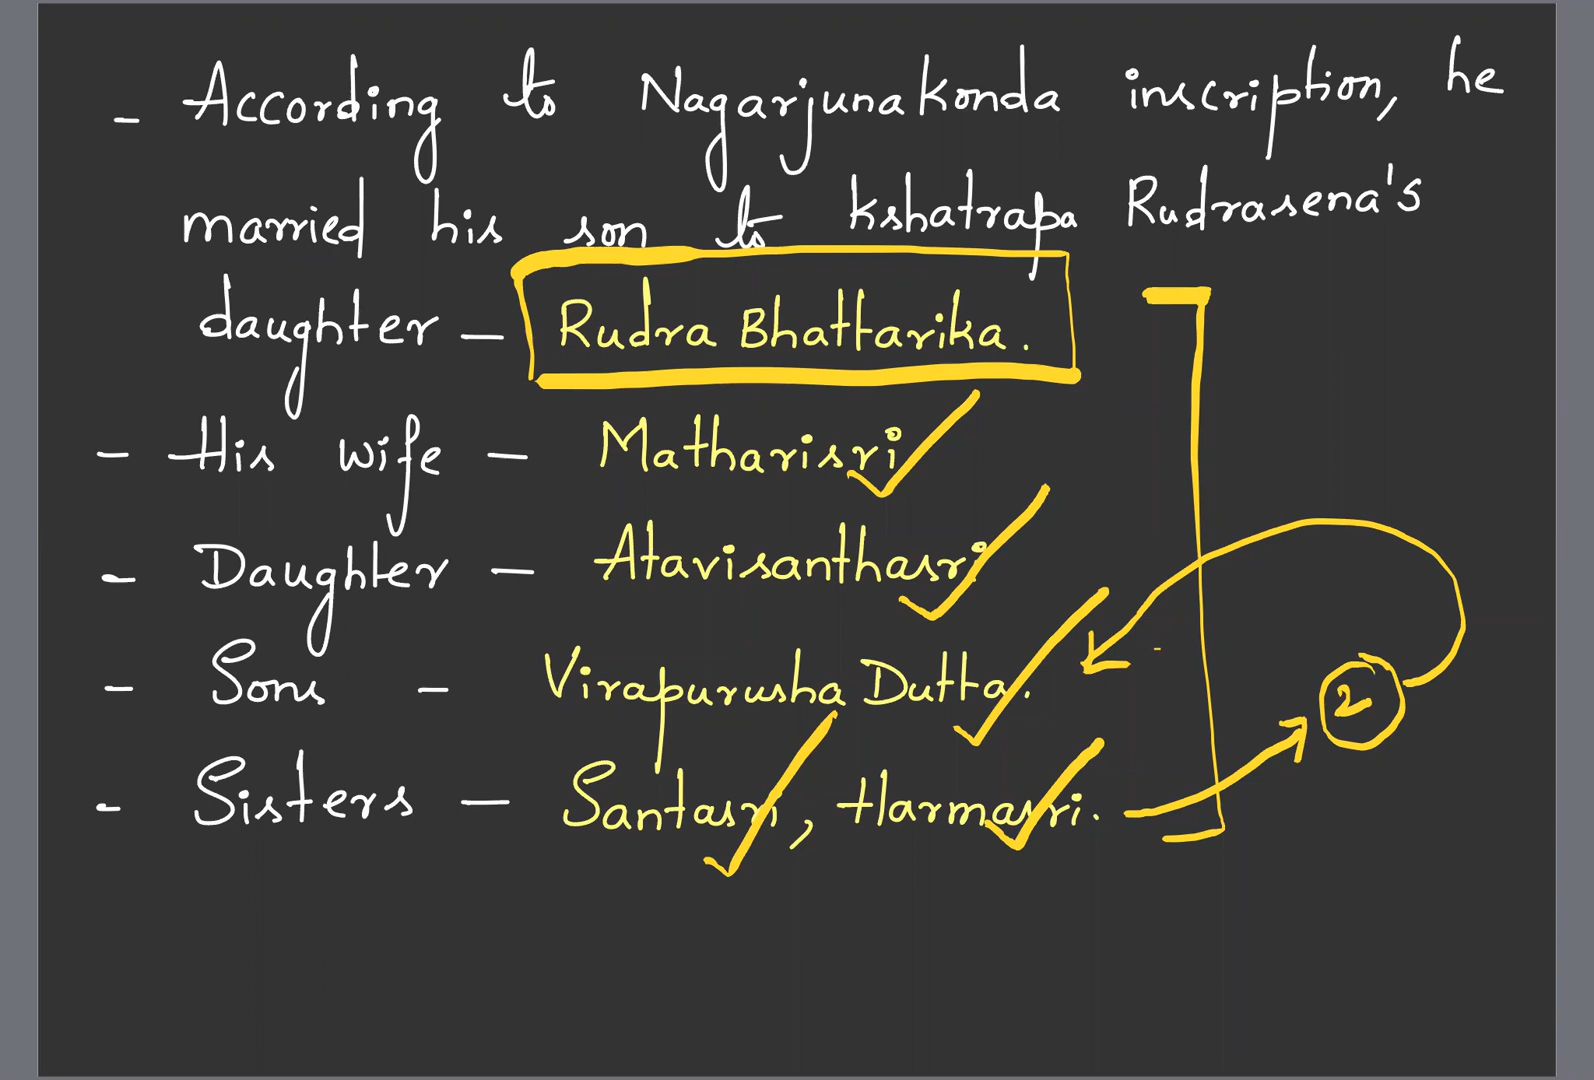 - According to Nagarjunakonda inscription, he
married his son to kshatrapa Rudrasena's
daughter - Rudra Bhattarika.
- His wife - Matharisri
- Daughter - Atavisanthasri
- Sons - Virapurusha Dutta.
- Sisters - Santasri, Harmasri.
2